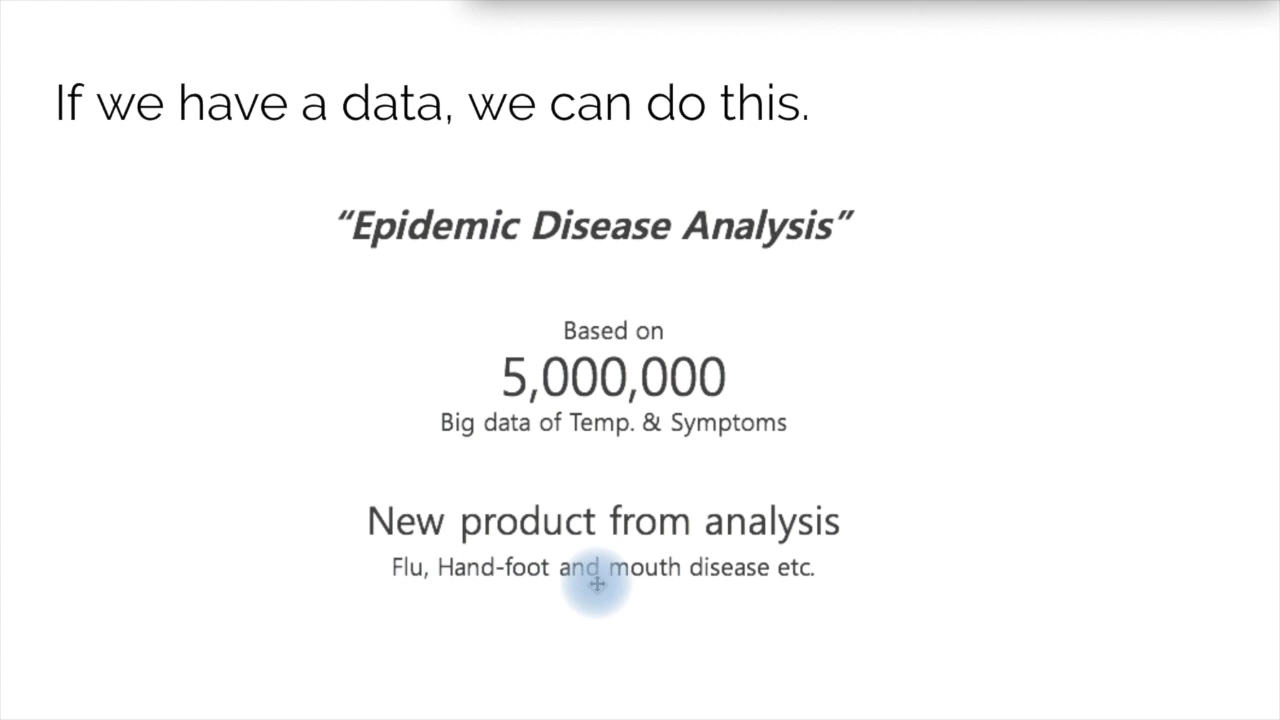 If we have a data, we can do this.
“Epidemic Disease Analysis”
Based on
5,000,000
Big data of Temp. & Symptoms
New product from analysis
Flu, Hand-foot and mouth disease etc.